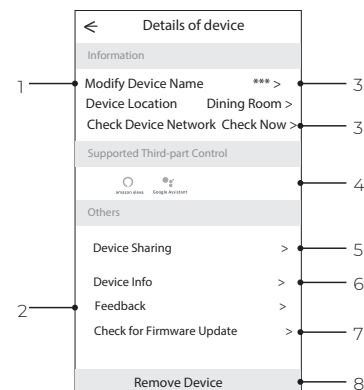 ← Details of device
Information
1
Modify Device Name *** >
3
Device Location Dining Room >
Check Device Network Check Now >
3
Supported Third-part Control
4
amazon alexa Google Assistant
Others
Device Sharing >
5
Device Info >
6
2
Feedback >
Check for Firmware Update >
7
Remove Device
8